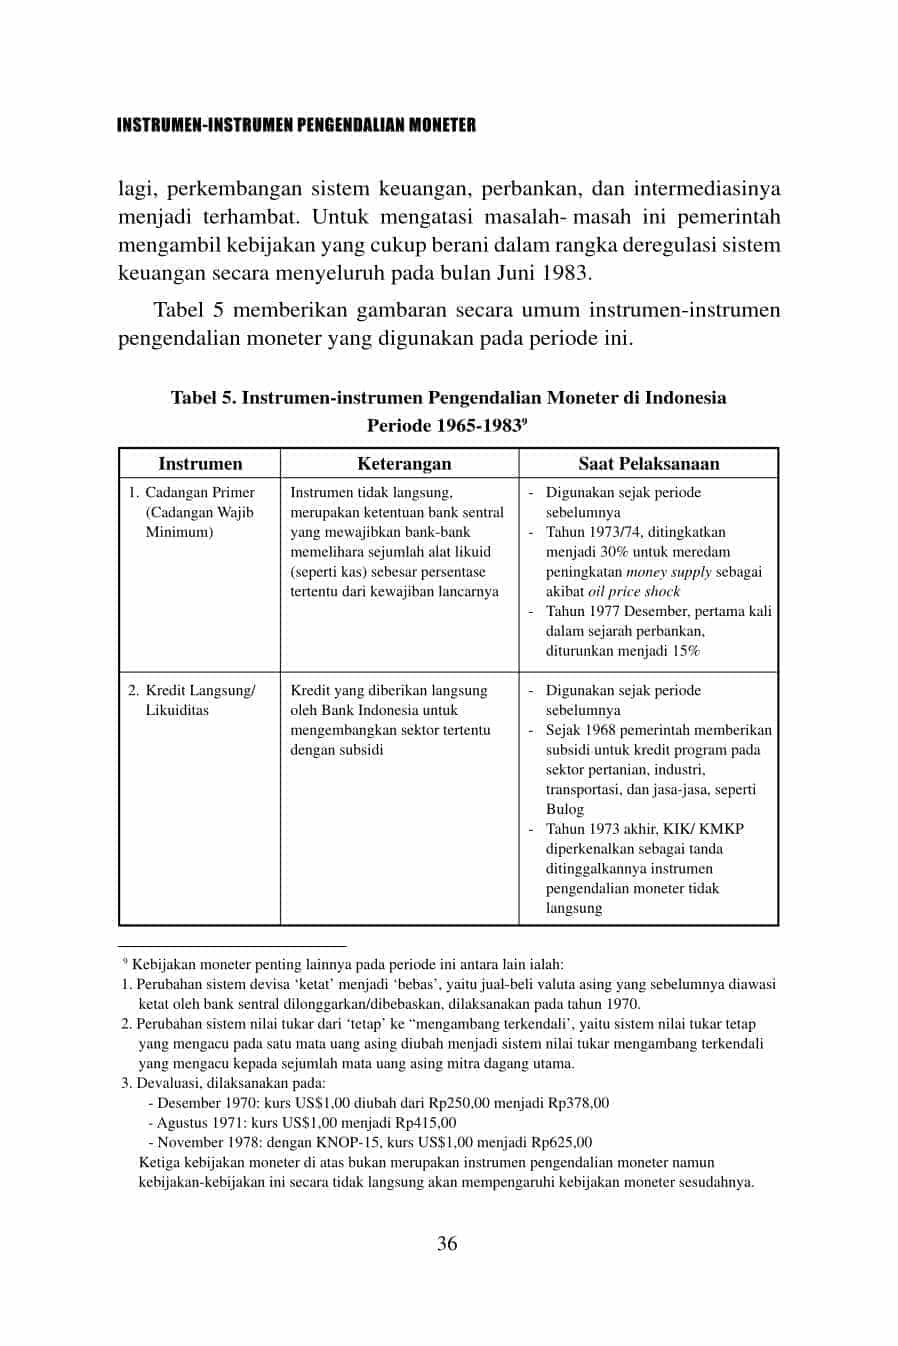 INSTRUMEN-INSTRUMEN PENGENDALIAN MONETER
lagi, perkembangan sistem keuangan, perbankan, dan intermediasinya
menjadi terhambat. Untuk mengatasi masalah- masah ini pemerintah
mengambil kebijakan yang cukup berani dalam rangka deregulasi sistem
keuangan secara menyeluruh pada bulan Juni 1983.
Tabel 5 memberikan gambaran secara umum instrumen-instrumen
pengendalian moneter yang digunakan pada periode ini.
Tabel 5. Instrumen-instrumen Pengendalian Moneter di Indonesia
Periode 1965-1983⁹
Instrumen
Keterangan
Saat Pelaksanaan
1. Cadangan Primer
(Cadangan Wajib
Minimum)
Instrumen tidak langsung,
merupakan ketentuan bank sentral
yang mewajibkan bank-bank
memelihara sejumlah alat likuid
(seperti kas) sebesar persentase
tertentu dari kewajiban lancarnya
- Digunakan sejak periode
sebelumnya
- Tahun 1973/74, ditingkatkan
menjadi 30% untuk meredam
peningkatan money supply sebagai
akibat oil price shock
- Tahun 1977 Desember, pertama kali
dalam sejarah perbankan,
diturunkan menjadi 15%
2. Kredit Langsung/
Likuiditas
Kredit yang diberikan langsung
oleh Bank Indonesia untuk
mengembangkan sektor tertentu
dengan subsidi
- Digunakan sejak periode
sebelumnya
- Sejak 1968 pemerintah memberikan
subsidi untuk kredit program pada
sektor pertanian, industri,
transportasi, dan jasa-jasa, seperti
Bulog
- Tahun 1973 akhir, KIK/ KMKP
diperkenalkan sebagai tanda
ditinggalkannya instrumen
pengendalian moneter tidak
langsung
⁹ Kebijakan moneter penting lainnya pada periode ini antara lain ialah:
1. Perubahan sistem devisa ‘ketat’ menjadi ‘bebas’, yaitu jual-beli valuta asing yang sebelumnya diawasi
ketat oleh bank sentral dilonggarkan/dibebaskan, dilaksanakan pada tahun 1970.
2. Perubahan sistem nilai tukar dari ‘tetap’ ke “mengambang terkendali’, yaitu sistem nilai tukar tetap
yang mengacu pada satu mata uang asing diubah menjadi sistem nilai tukar mengambang terkendali
yang mengacu kepada sejumlah mata uang asing mitra dagang utama.
3. Devaluasi, dilaksanakan pada:
- Desember 1970: kurs US$1,00 diubah dari Rp250,00 menjadi Rp378,00
- Agustus 1971: kurs US$1,00 menjadi Rp415,00
- November 1978: dengan KNOP-15, kurs US$1,00 menjadi Rp625,00
Ketiga kebijakan moneter di atas bukan merupakan instrumen pengendalian moneter namun
kebijakan-kebijakan ini secara tidak langsung akan mempengaruhi kebijakan moneter sesudahnya.
36